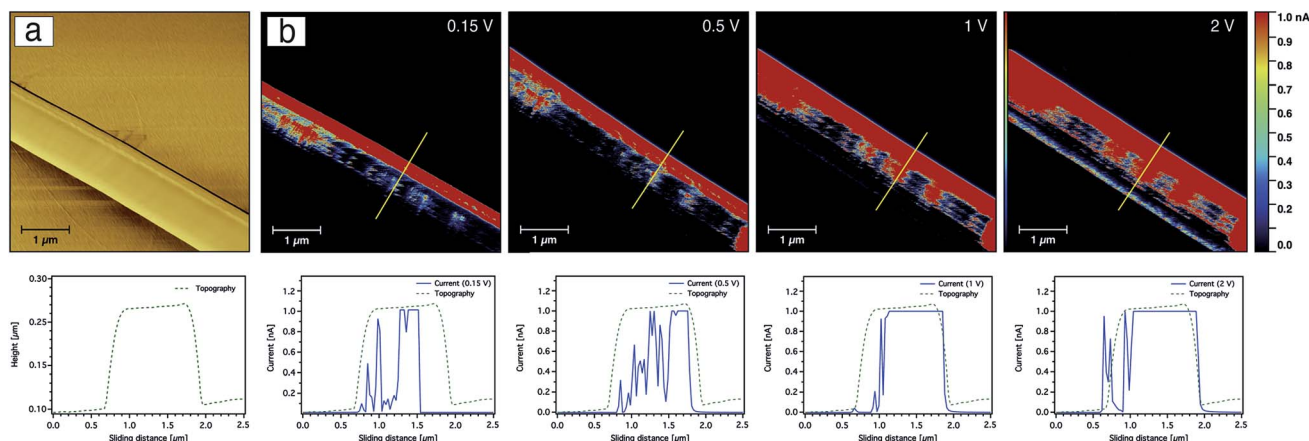 a
1 µm
b
0.15 V
1 µm
0.5 V
1 µm
1 V
1 µm
2 V
1 µm
1.0 nA
0.9
0.8
0.7
0.6
0.5
0.4
0.3
0.2
0.1
0.0
0.30
0.25
0.15
0.10
Height [µm]
Topography
0.0 0.5 1.0 1.5 2.0 2.5
Sliding distance [µm]
1.2
1.0
0.8
0.6
0.4
0.2
Current [nA]
Current (0.15 V)
Topography
0.0 0.5 1.0 1.5 2.0 2.5
Sliding distance [µm]
1.2
1.0
0.8
0.6
0.4
0.2
0.0
Current [nA]
Current (0.5 V)
Topography
0.0 0.5 1.0 1.5 2.0 2.5
Sliding distance [µm]
1.2
1.0
0.8
0.6
0.4
0.2
0.0
Current [nA]
Current (1 V)
Topography
0.0 0.5 1.0 1.5 2.0 2.5
Sliding distance [µm]
1.2
1.0
0.8
0.6
0.4
0.2
0.0
Current [nA]
Current (2 V)
Topography
0.0 0.5 1.0 1.5 2.0 2.5
Sliding distance [µm]